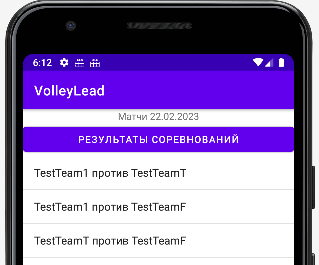 6:12
VolleyLead
Матчи 22.02.2023
РЕЗУЛЬТАТЫ СОРЕВНОВАНИЙ
TestTeam1 против TestTeamT
TestTeam1 против TestTeamF
TestTeamT против TestTeamF